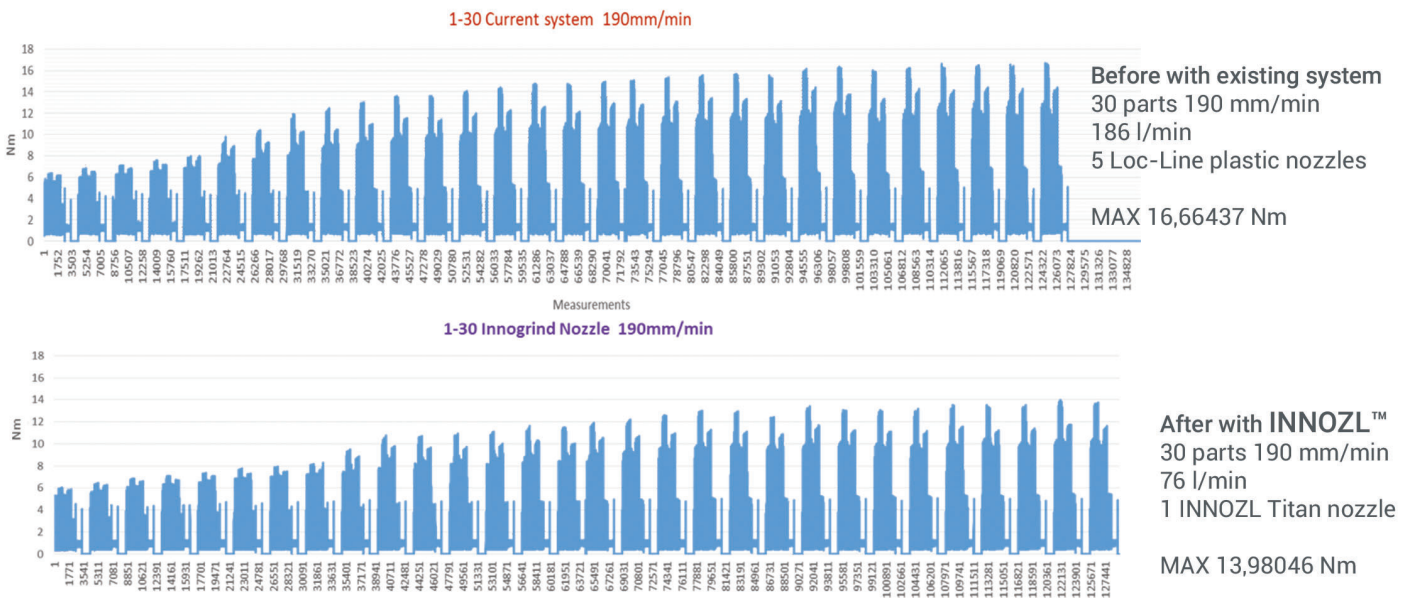 1-30 Current system 190mm/min
18
16
14
12
10
8
6
4
2
0
Nm
1 1752 3503 5254 7005 8756 10507 12258 14009 15760 17511 19262 21013 22764 24515 26266 28017 29768 31519 33270 35021 36772 38523 40274 42025 43776 45527 47278 49029 50780 52531 54282 56033 57784 59535 61286 63037 64788 66539 68290 70041 71792 73543 75294 77045 78796 80547 82298 84049 85800 87551 89302 91053 92804 94555 96306 98057 99808 101559 103310 105061 106812 108563 110314 112065 113816 115567 117318 119069 120820 122571 124322 126073 127824 129575 131326 133077 134828
Measurements
Before with existing system
30 parts 190 mm/min
186 l/min
5 Loc-Line plastic nozzles
MAX 16,66437 Nm
1-30 Innogrind Nozzle 190mm/min
18
16
14
12
10
8
6
4
2
0
Nm
1 1771 3541 5311 7081 8851 10621 12391 14161 15931 17701 19471 21241 23011 24781 26551 28321 30091 31861 33631 35401 37171 38941 40711 42481 44251 46021 47791 49561 51331 53101 54871 56641 58411 60181 61951 63721 65491 67261 69031 70801 72571 74341 76111 77881 79651 81421 83191 84961 86731 88501 90271 92041 93811 95581 97351 99121 100891 102661 104431 106201 107971 109741 111511 113281 115051 116821 118591 120361 122131 123901 125671 127441
After with INNOZL™
30 parts 190 mm/min
76 l/min
1 INNOZL Titan nozzle
MAX 13,98046 Nm